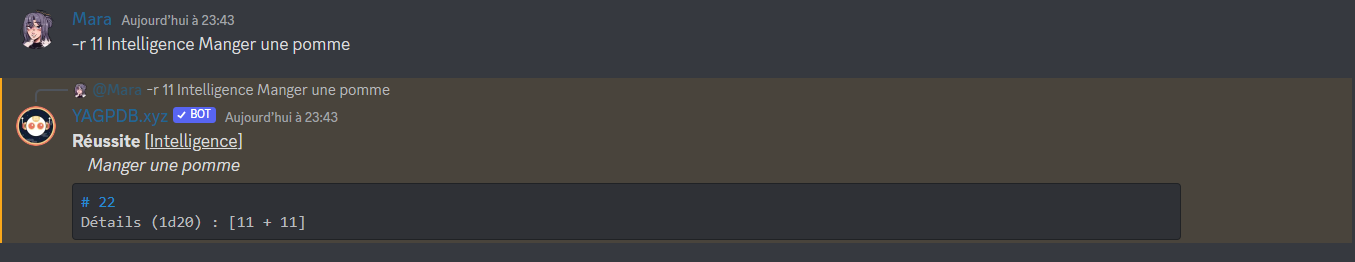 Mara Aujourd'hui à 23:43
-r 11 Intelligence Manger une pomme
@Mara -r 11 Intelligence Manger une pomme
YAGPDB.xyz ✓ BOT Aujourd'hui à 23:43
Réussite [Intelligence]
Manger une pomme
# 22
Détails (1d20) : [11 + 11]